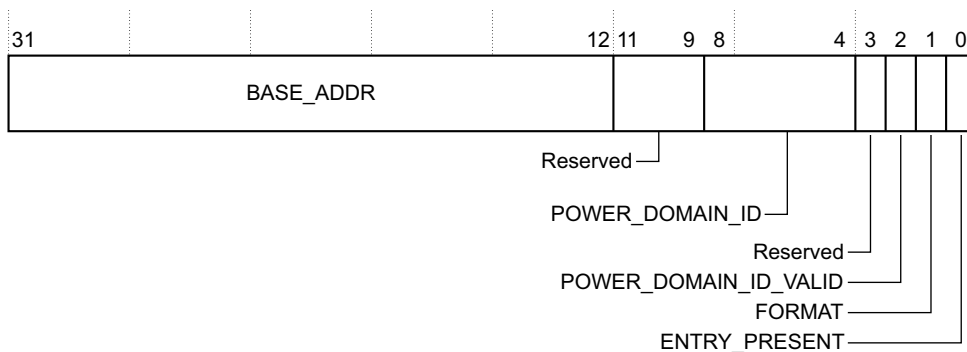 31 12 11 9 8 4 3 2 1 0
BASE_ADDR
Reserved
POWER_DOMAIN_ID
Reserved
POWER_DOMAIN_ID_VALID
FORMAT
ENTRY_PRESENT